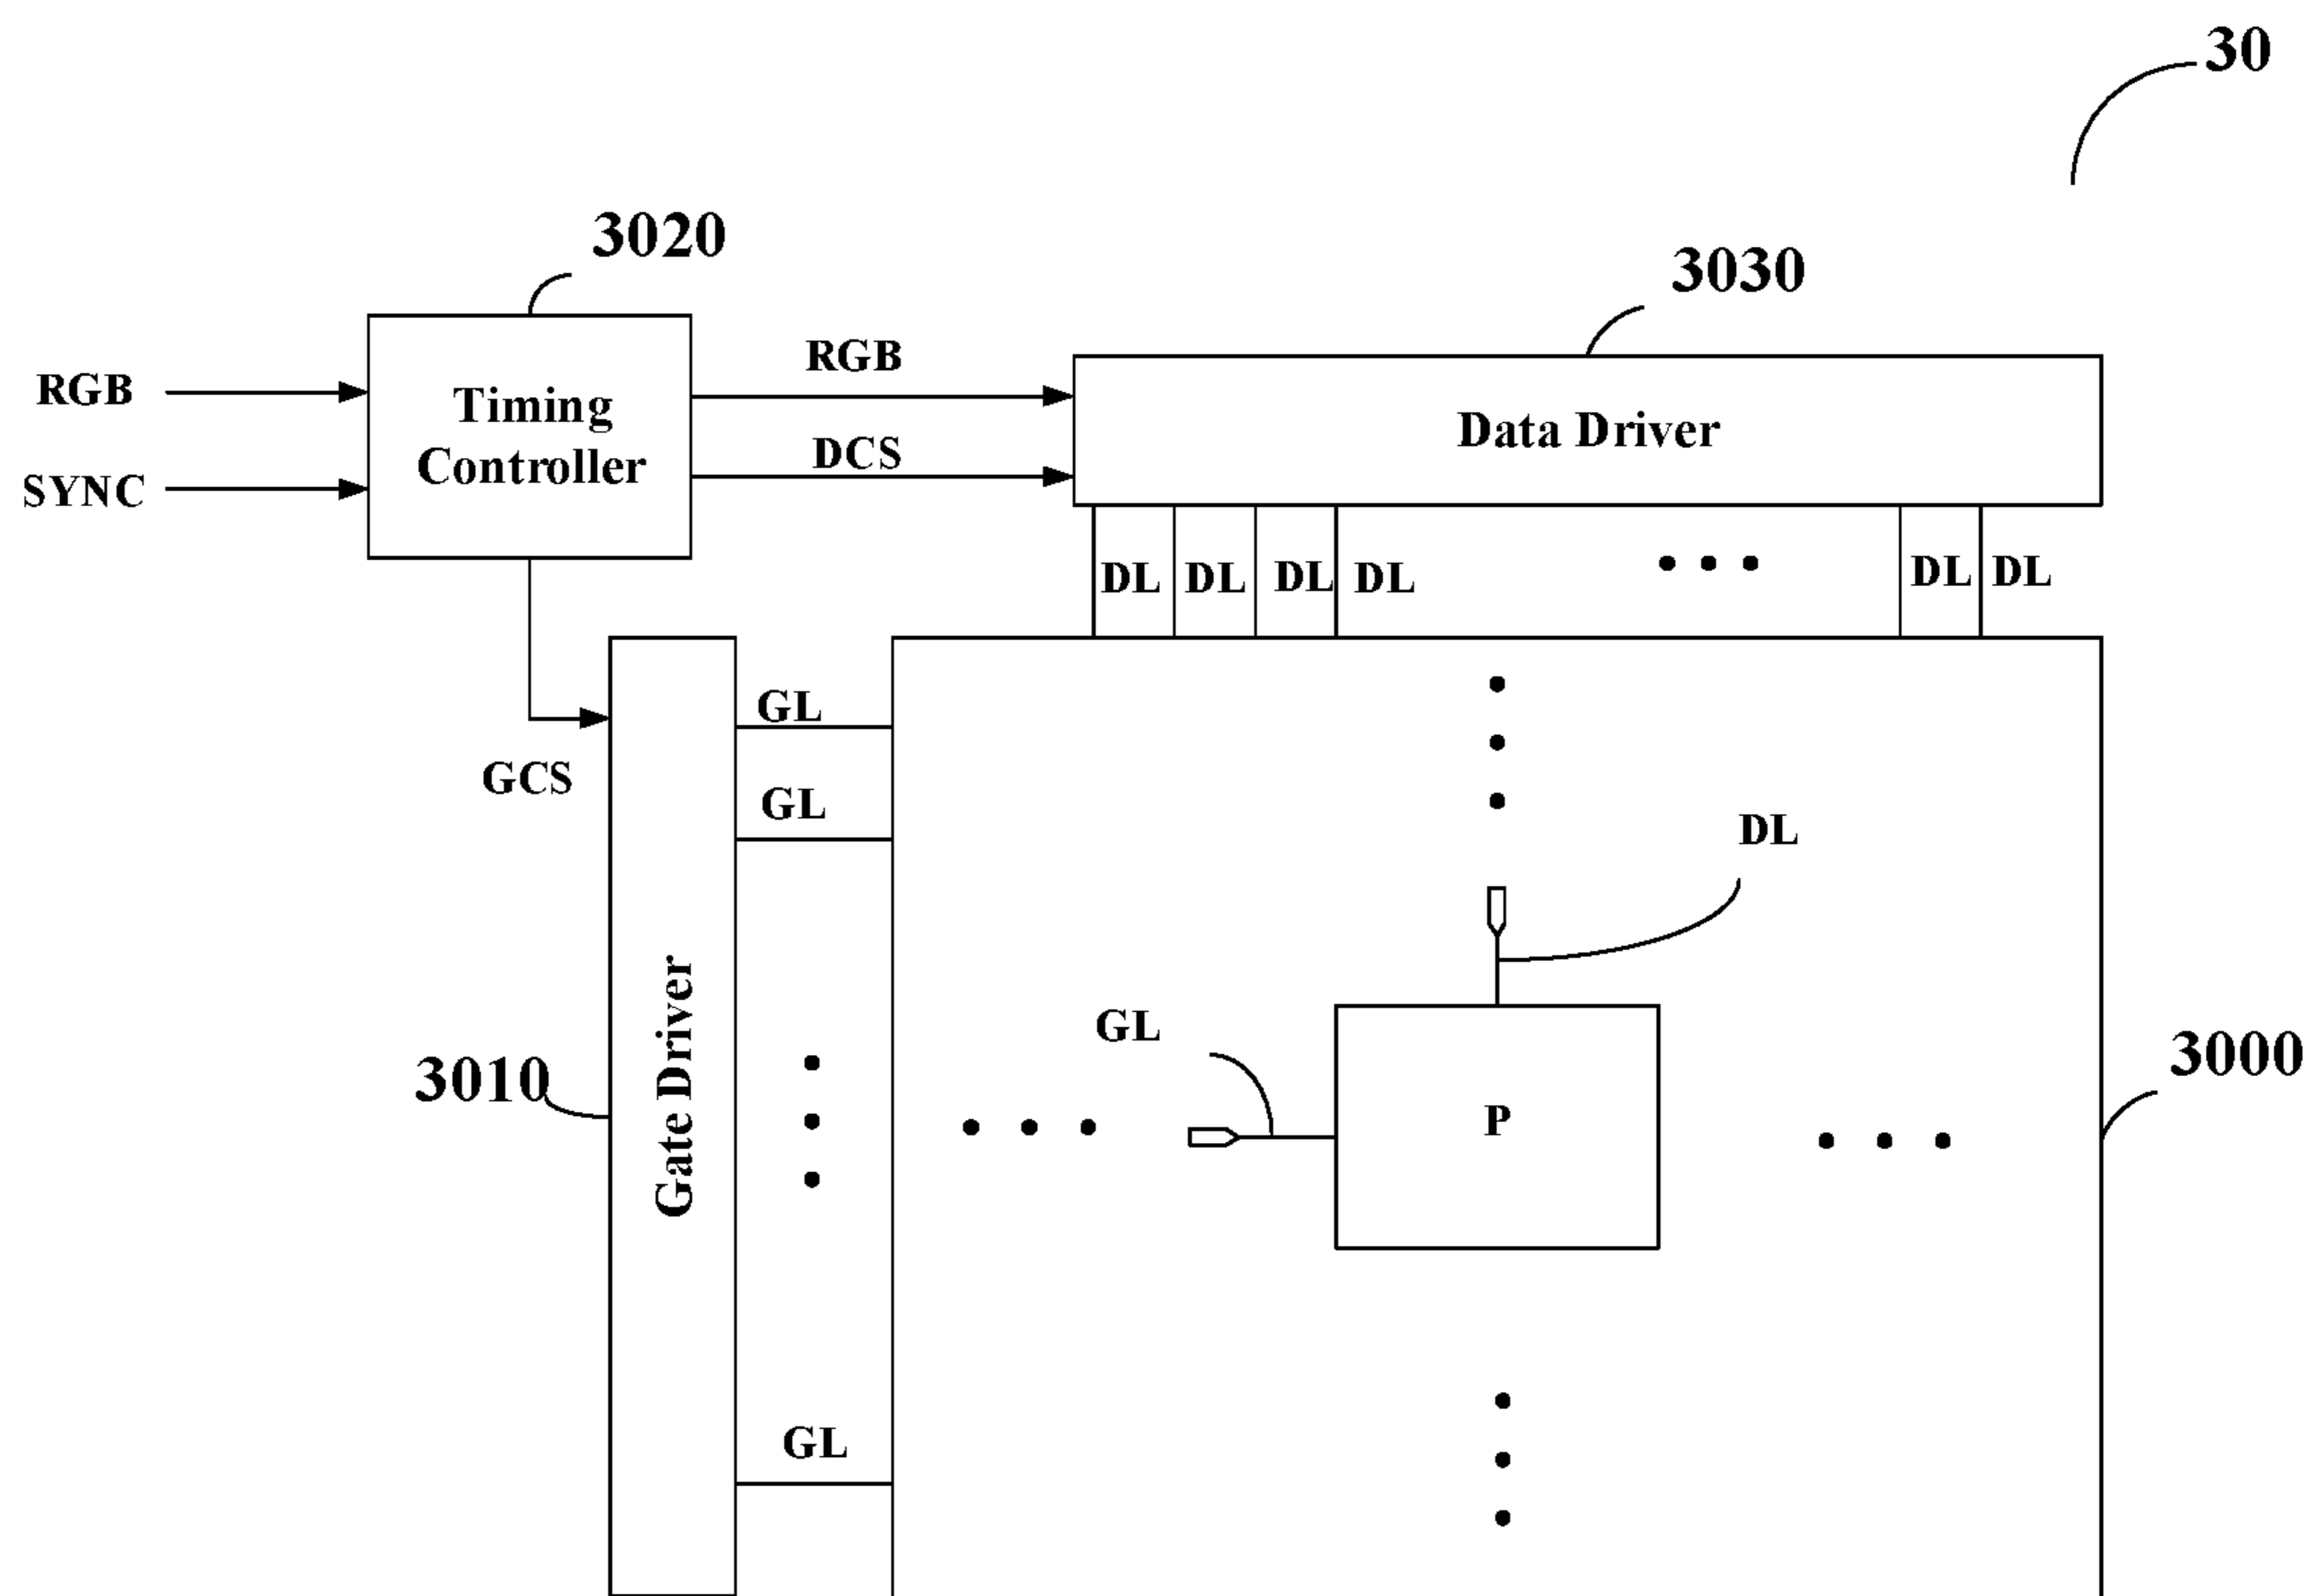 30
3020
3030
RGB
RGB
Timing
Controller
Data Driver
DCS
SYNC
DL DL DL DL DL DL
GL
GCS
GL
DL
GL
3010
Gate Driver
P
3000
GL